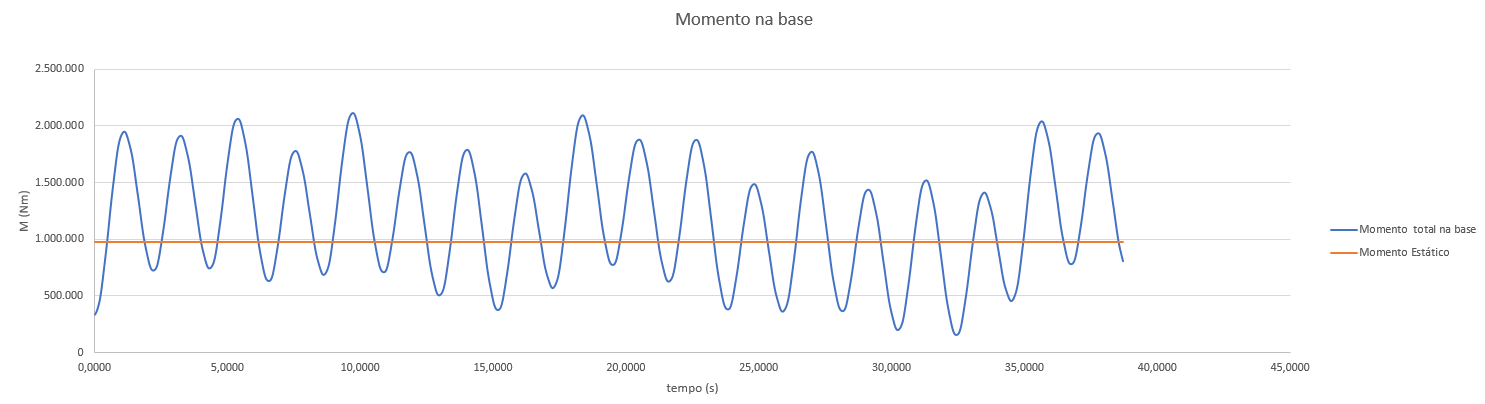 Momento na base
2.500.000
2.000.000
1.500.000
1.000.000
500.000
0
M (Nm)
0,0000 5,0000 10,0000 15,0000 20,0000 25,0000 30,0000 35,0000 40,0000 45,0000
tempo (s)
Momento total na base
Momento Estático